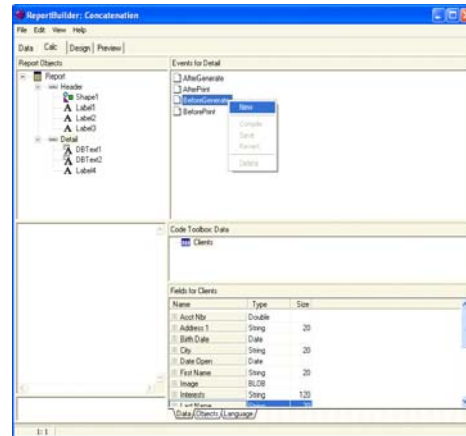 ReportBuilder: Concatenation
File Edit View Help
Data Calc Design Preview
Report Objects
Report
Header
Shape1
Label1
Label2
Label3
Detail
DBText1
DBText2
Label4
Events for Detail
AfterGenerate
AfterPrint
BeforeGenerate
BeforePrint
New
Compile
Save
Revert
Delete
Code Toolbox: Data
Clients
Fields for Clients
Name Type Size
Acct Nbr Double
Address 1 String 20
Birth Date Date
City String 20
Date Open Date
First Name String 20
Image BLOB
Interests String 120
Last Name String 20
Data Objects Language
1: 1